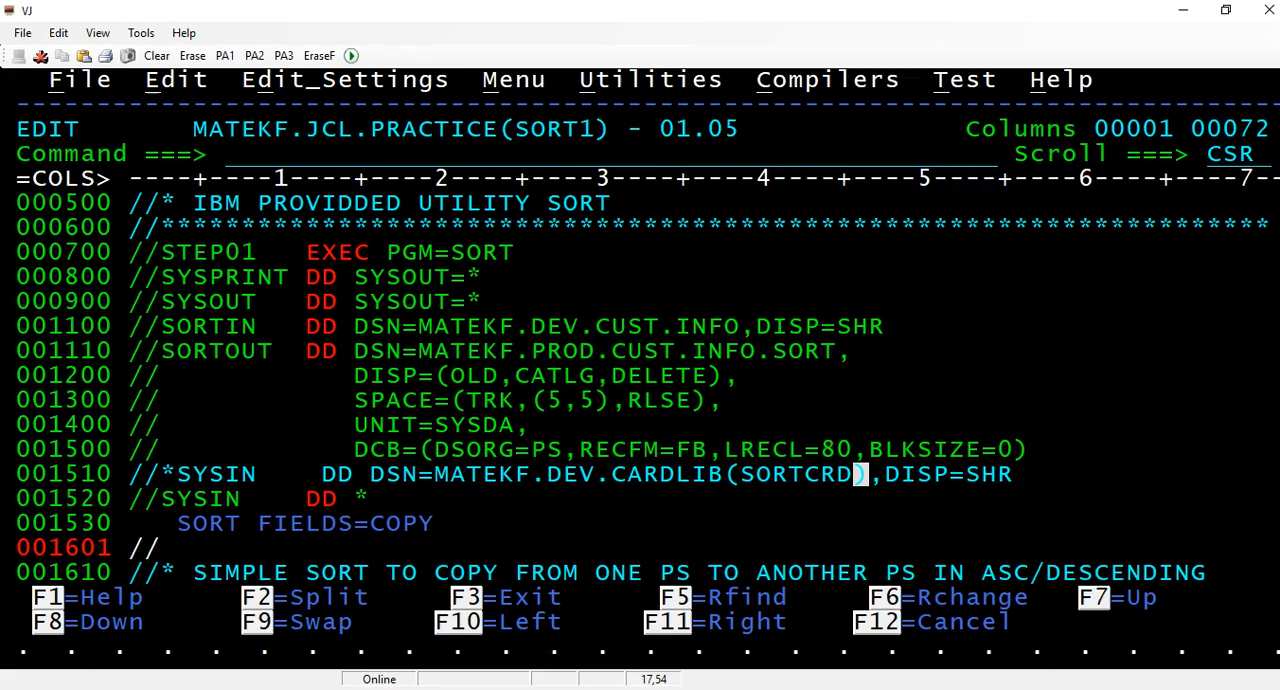 VJ
File Edit View Tools Help
Clear Erase PA1 PA2 PA3 EraseF
File Edit Edit_Settings Menu Utilities Compilers Test Help
--------------------------------------------------------------------------------
EDIT MATEKF.JCL.PRACTICE(SORT1) - 01.05 Columns 00001 00072
Command ===> Scroll ===> CSR
=COLS> ----+----1----+----2----+----3----+----4----+----5----+----6----+----7--
000500 //* IBM PROVIDDED UTILITY SORT
000600 //*********************************************************************
000700 //STEP01 EXEC PGM=SORT
000800 //SYSPRINT DD SYSOUT=*
000900 //SYSOUT DD SYSOUT=*
001100 //SORTIN DD DSN=MATEKF.DEV.CUST.INFO,DISP=SHR
001110 //SORTOUT DD DSN=MATEKF.PROD.CUST.INFO.SORT,
001200 // DISP=(OLD,CATLG,DELETE),
001300 // SPACE=(TRK,(5,5),RLSE),
001400 // UNIT=SYSDA,
001500 // DCB=(DSORG=PS,RECFM=FB,LRECL=80,BLKSIZE=0)
001510 //*SYSIN DD DSN=MATEKF.DEV.CARDLIB(SORTCRD),DISP=SHR
001520 //SYSIN DD *
001530 SORT FIELDS=COPY
001601 //
001610 //* SIMPLE SORT TO COPY FROM ONE PS TO ANOTHER PS IN ASC/DESCENDING
F1=Help F2=Split F3=Exit F5=Rfind F6=Rchange F7=Up
F8=Down F9=Swap F10=Left F11=Right F12=Cancel
. . . . . . . . . . . . . . . . . . . . . . . . . . .
Online 17,54